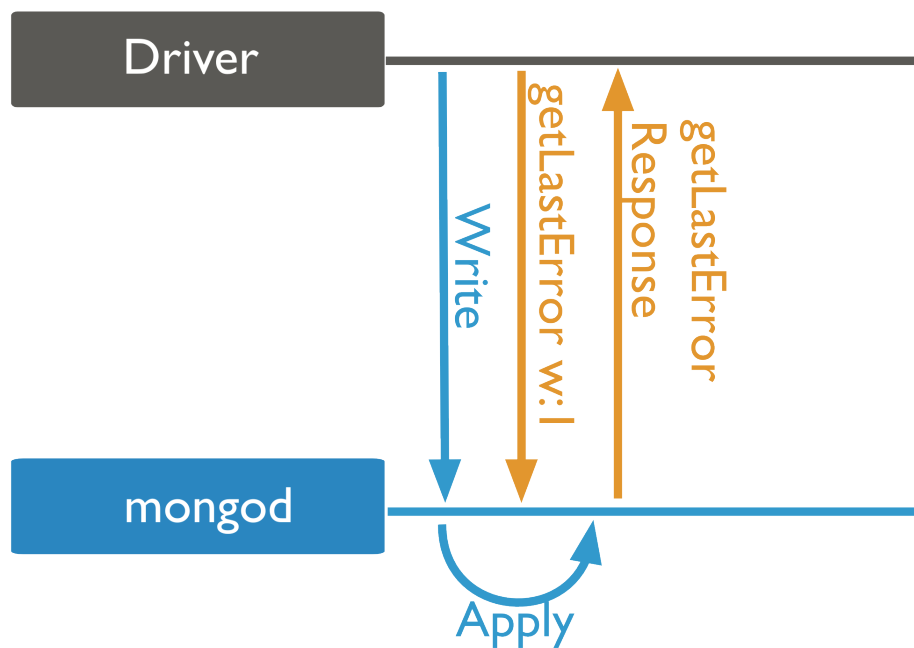 Driver
Write
getLastError w:1
getLastError
Response
mongod
Apply